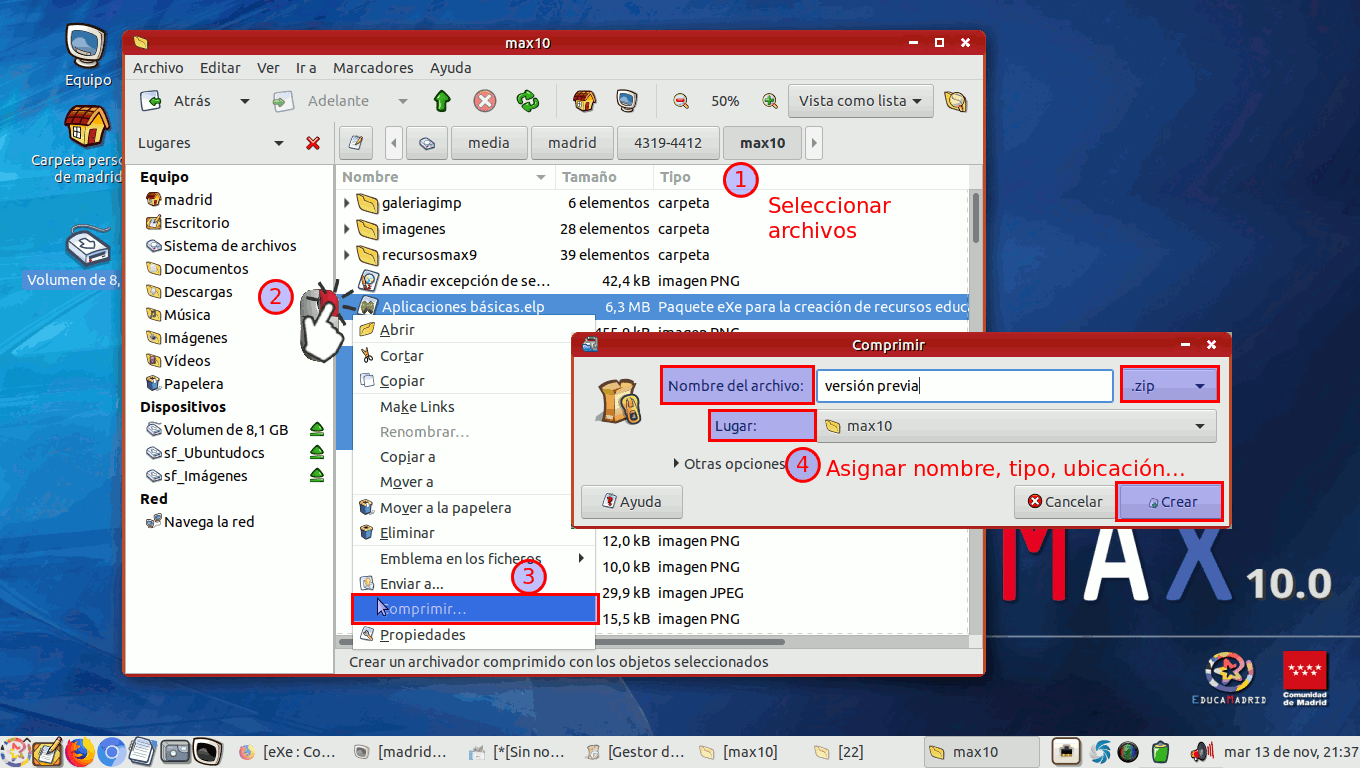 Equipo
Carpeta perso
de madrid
Volumen de 8,
max10
Archivo Editar Ver Ir a Marcadores Ayuda
Atrás Adelante 50% Vista como lista
Lugares media madrid 4319-4412 max10
Equipo
madrid
Escritorio
Sistema de archivos
Documentos
Descargas
Música
Imágenes
Vídeos
Papelera
Dispositivos
Volumen de 8,1 GB
sf_Ubuntudocs
sf_Imágenes
Red
Navega la red
Nombre Tamaño Tipo
galeriagimp 6 elementos carpeta
imagenes 28 elementos carpeta
recursosmax9 39 elementos carpeta
Añadir excepción de se... 42,4 kB imagen PNG
Aplicaciones básicas.elp 6,3 MB Paquete eXe para la creación de recursos educ
imagen PNG
12,0 kB imagen PNG
10,0 kB imagen PNG
29,9 kB imagen JPEG
15,5 kB imagen PNG
1
Seleccionar
archivos
2
Abrir
Cortar
Copiar
Make Links
Renombrar...
Copiar a
Mover a
Mover a la papelera
Eliminar
Emblema en los ficheros
3
Enviar a...
Comprimir...
Propiedades
Crear un archivador comprimido con los objetos seleccionados
Comprimir
Nombre del archivo: versión previa .zip
Lugar: max10
Otras opciones
4 Asignar nombre, tipo, ubicación...
Ayuda Cancelar Crear
MAX 10.0
EDUCAMADRID
Comunidad
de Madrid
[eXe : Co... [madrid... [*[Sin no... [Gestor d... [max10] [22] max10 mar 13 de nov, 21:37